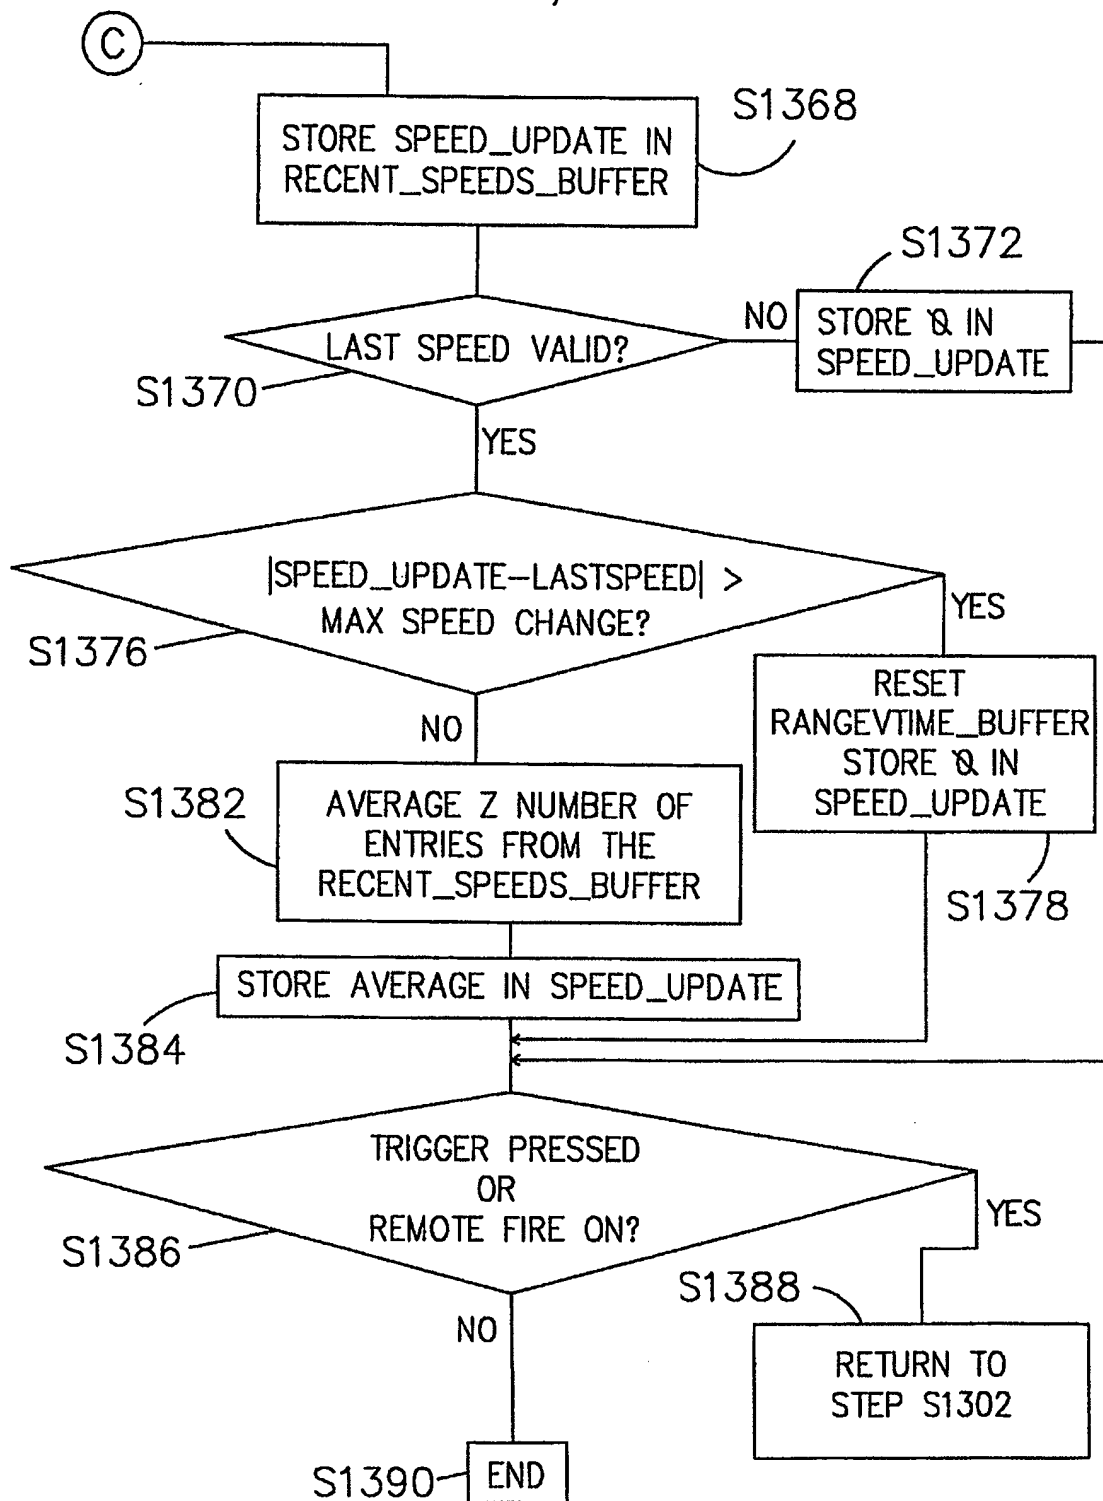 C
S1368
STORE SPEED_UPDATE IN
RECENT_SPEEDS_BUFFER
S1372
NO
STORE 0 IN
SPEED_UPDATE
LAST SPEED VALID?
S1370
YES
|SPEED_UPDATE-LASTSPEED| >
MAX SPEED CHANGE?
S1376
YES
RESET
RANGEVTIME_BUFFER
STORE 0 IN
SPEED_UPDATE
S1378
NO
S1382
AVERAGE Z NUMBER OF
ENTRIES FROM THE
RECENT_SPEEDS_BUFFER
STORE AVERAGE IN SPEED_UPDATE
S1384
TRIGGER PRESSED
OR
REMOTE FIRE ON?
YES
S1386
S1388
NO
RETURN TO
STEP S1302
S1390
END